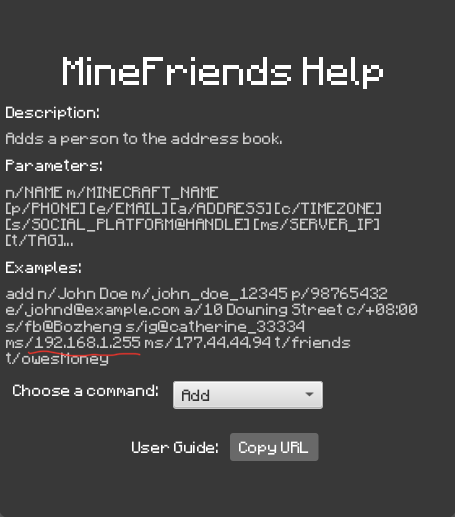 MineFriends Help
Description:
Adds a person to the address book.
Parameters:
n/NAME m/MINECRAFT_NAME
[p/PHONE] [e/EMAIL] [a/ADDRESS] [c/TIMEZONE]
[s/SOCIAL_PLATFORM@HANDLE] [ms/SERVER_IP]
[t/TAG]...
Examples:
add n/John Doe m/john_doe_12345 p/98765432
e/johnd@example.com a/10 Downing Street c/+08:00
s/fb@Bozheng s/ig@catherine_33334
ms/192.168.1.255 ms/177.44.44.94 t/friends
t/owesMoney
Choose a command: Add
User Guide: Copy URL